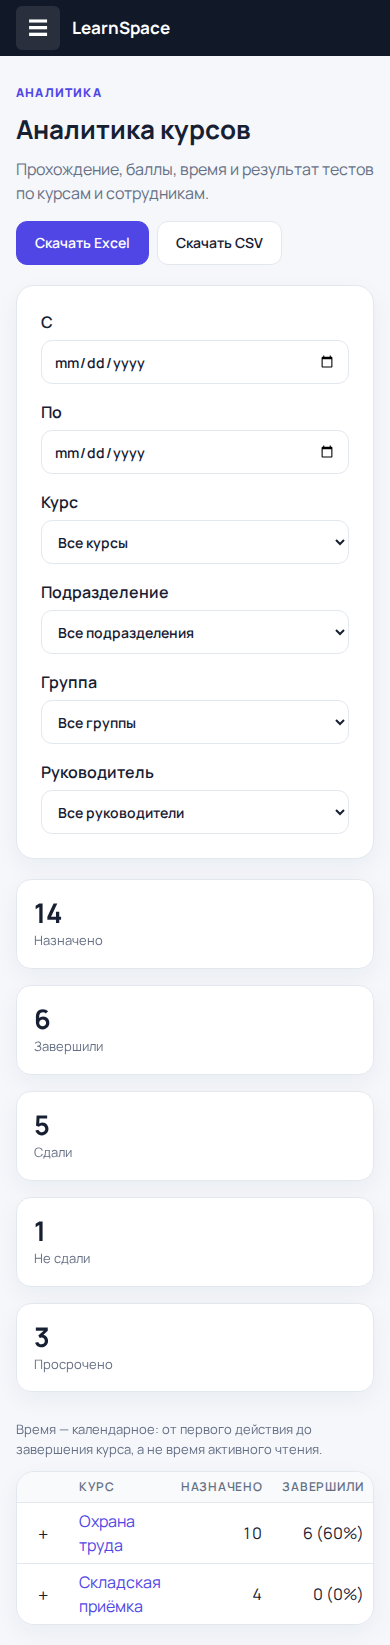 ☰ LearnSpace
АНАЛИТИКА
Аналитика курсов
Прохождение, баллы, время и результат тестов
по курсам и сотрудникам.
Скачать Excel Скачать CSV
С
mm/dd/yyyy
По
mm/dd/yyyy
Курс
Все курсы
Подразделение
Все подразделения
Группа
Все группы
Руководитель
Все руководители
14
Назначено
6
Завершили
5
Сдали
1
Не сдали
3
Просрочено
Время — календарное: от первого действия до
завершения курса, а не время активного чтения.
КУРС НАЗНАЧЕНО ЗАВЕРШИЛИ
+ Охрана труда 10 6 (60%)
+ Складская приёмка 4 0 (0%)